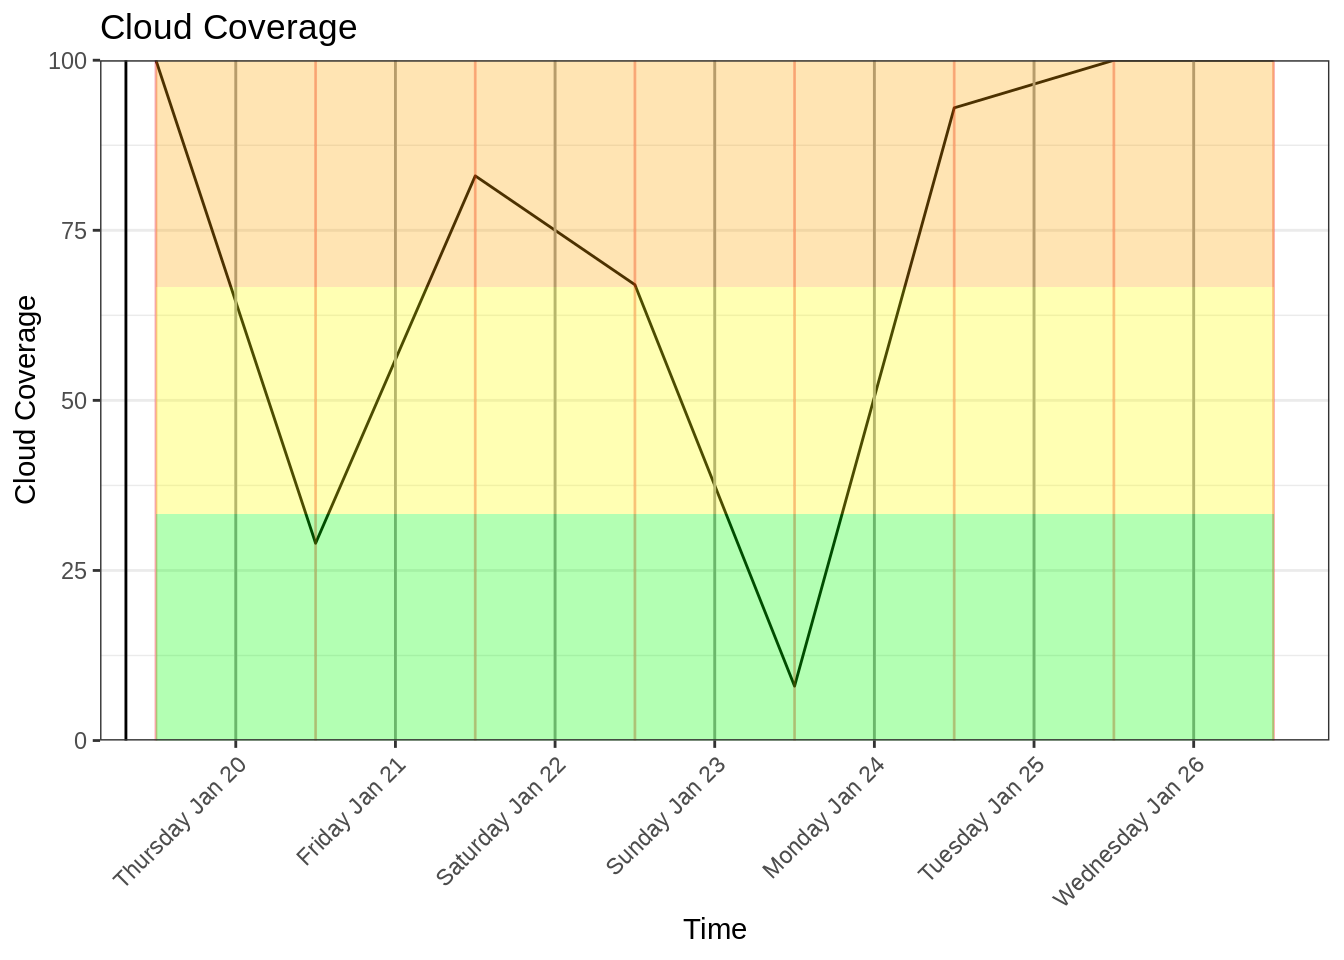 Cloud Coverage
100
75
50
25
0
Cloud Coverage
Thursday Jan 20
Friday Jan 21
Saturday Jan 22
Sunday Jan 23
Monday Jan 24
Tuesday Jan 25
Wednesday Jan 26
Time